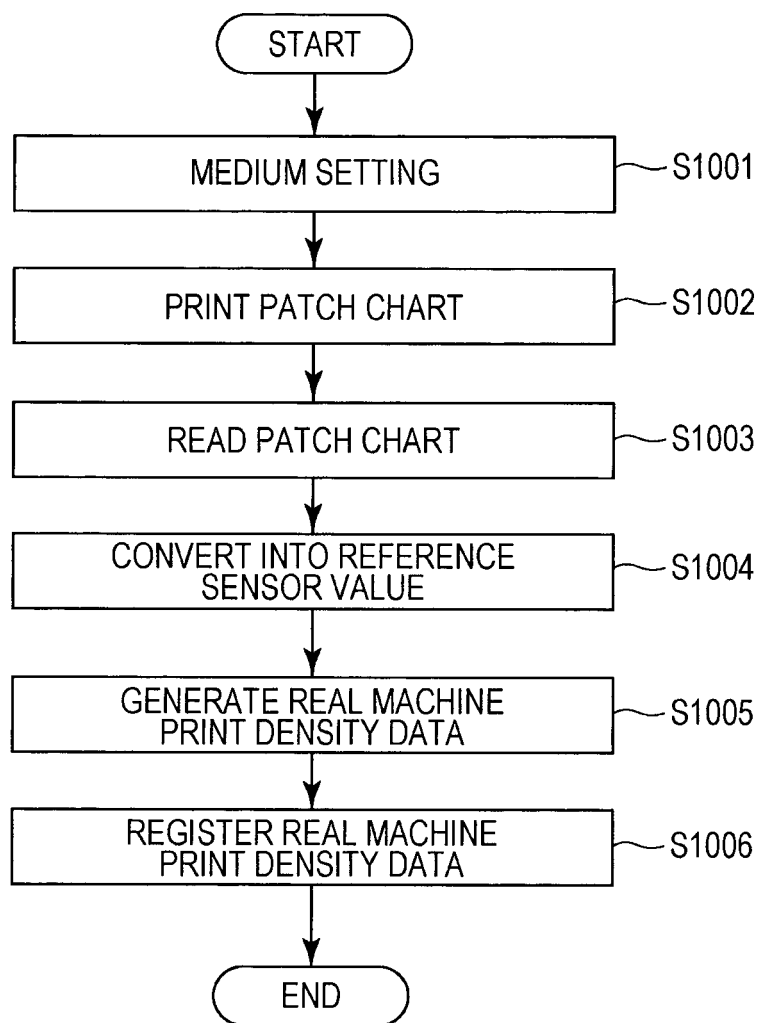 START
MEDIUM SETTING
S1001
PRINT PATCH CHART
S1002
READ PATCH CHART
S1003
CONVERT INTO REFERENCE
SENSOR VALUE
S1004
GENERATE REAL MACHINE
PRINT DENSITY DATA
S1005
REGISTER REAL MACHINE
PRINT DENSITY DATA
S1006
END